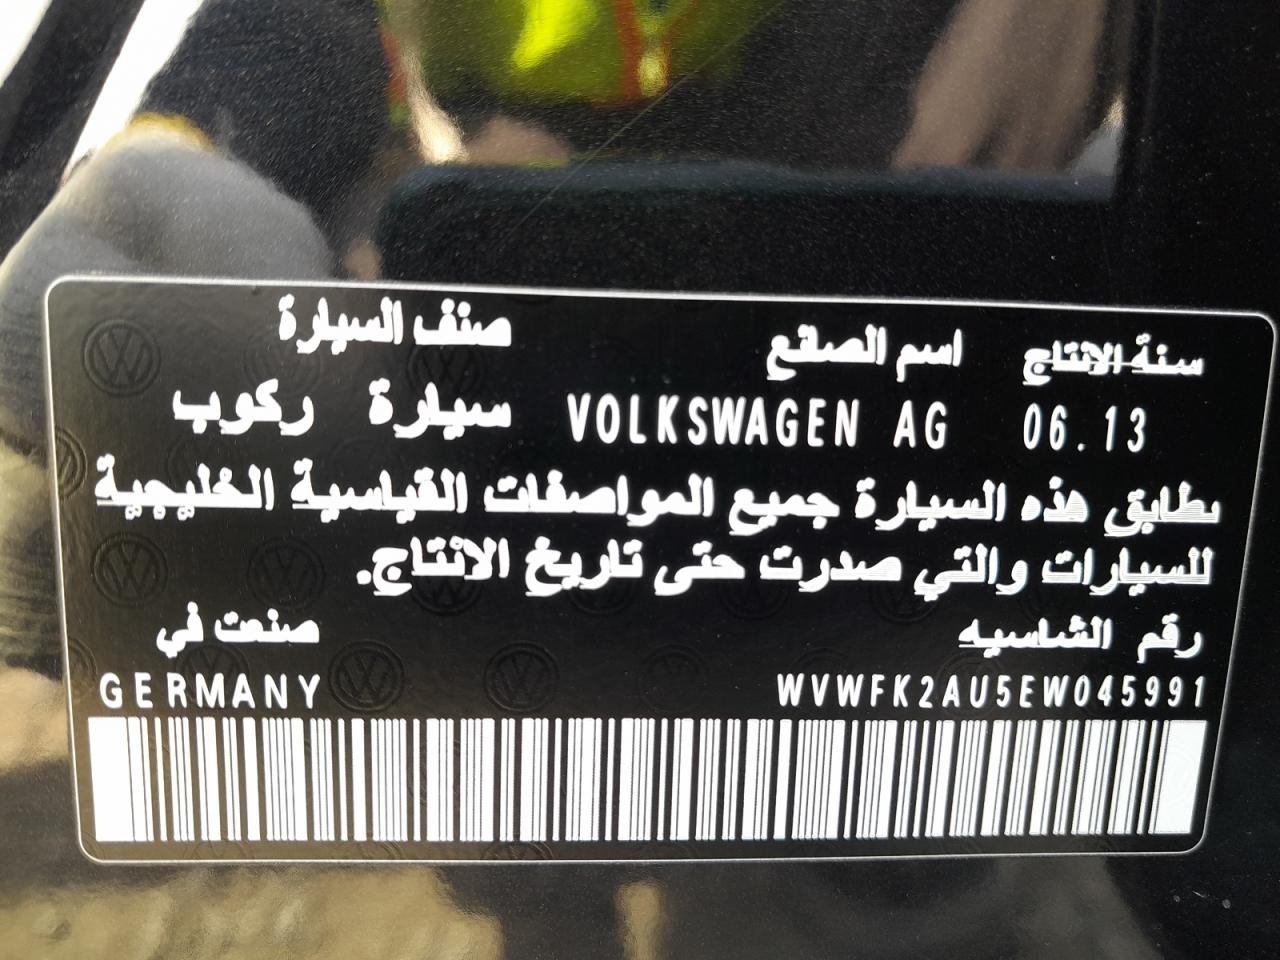 سنة الانتاج اسم الصقع صنف السيارة
06.13 VOLKSWAGEN AG سيارة ركوب
تطابق هذه السيارة جميع المواصفات القياسية الخليجية
للسيارات والتي صدرت حتى تاريخ الانتاج.
رقم الشاسيه صنعت في
WVWFK2AU5EW045991 GERMANY